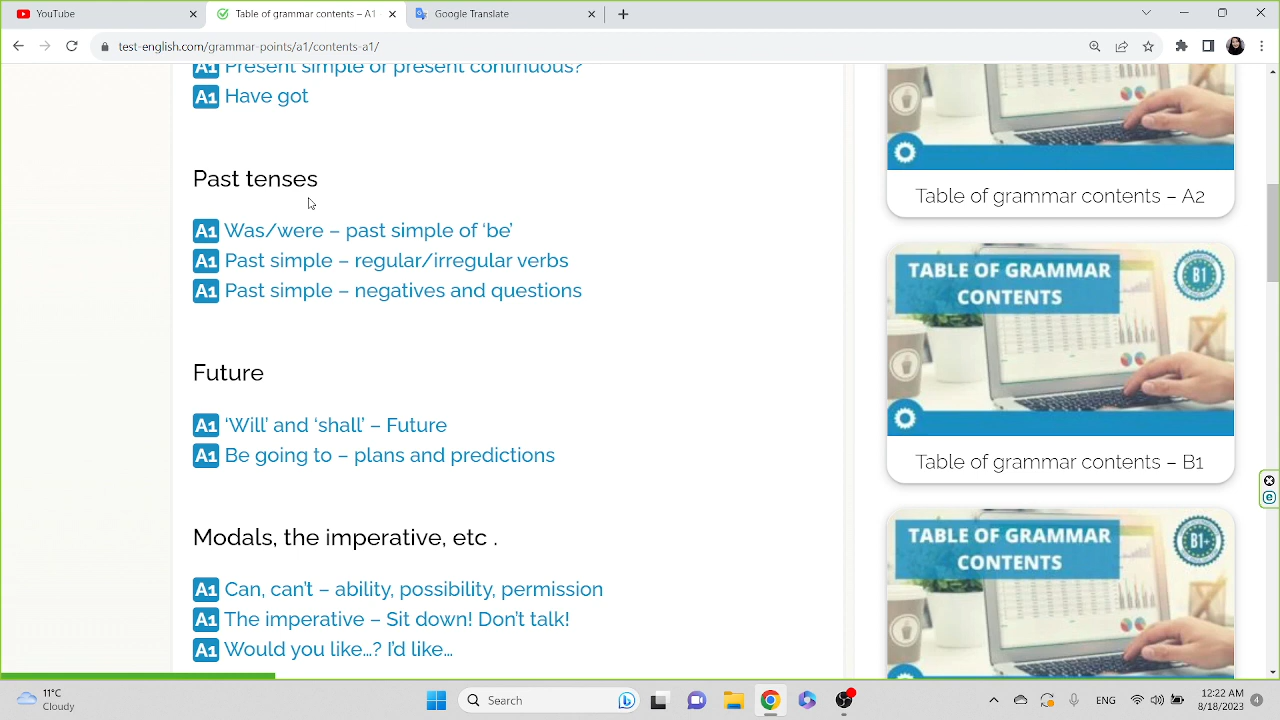 YouTube
Table of contents – A1
Google Translate
test-english.com/grammar-points/a1/contents-a1/
A1 Present simple or present continuous?
A1 Have got
Past tenses
A1 Was/were – past simple of ‘be’
A1 Past simple – regular/irregular verbs
A1 Past simple – negatives and questions
Future
A1 ‘Will’ and ‘shall’ – Future
A1 Be going to – plans and predictions
Modals, the imperative, etc .
A1 Can, can’t – ability, possibility, permission
A1 The imperative – Sit down! Don’t talk!
A1 Would you like…? I’d like…
Table of grammar contents – A2
TABLE OF GRAMMAR
CONTENTS
B1
Table of grammar contents – B1
TABLE OF GRAMMAR
CONTENTS
B1+
11°C
Cloudy
Search
ENG
12:22 AM
8/18/2023
4